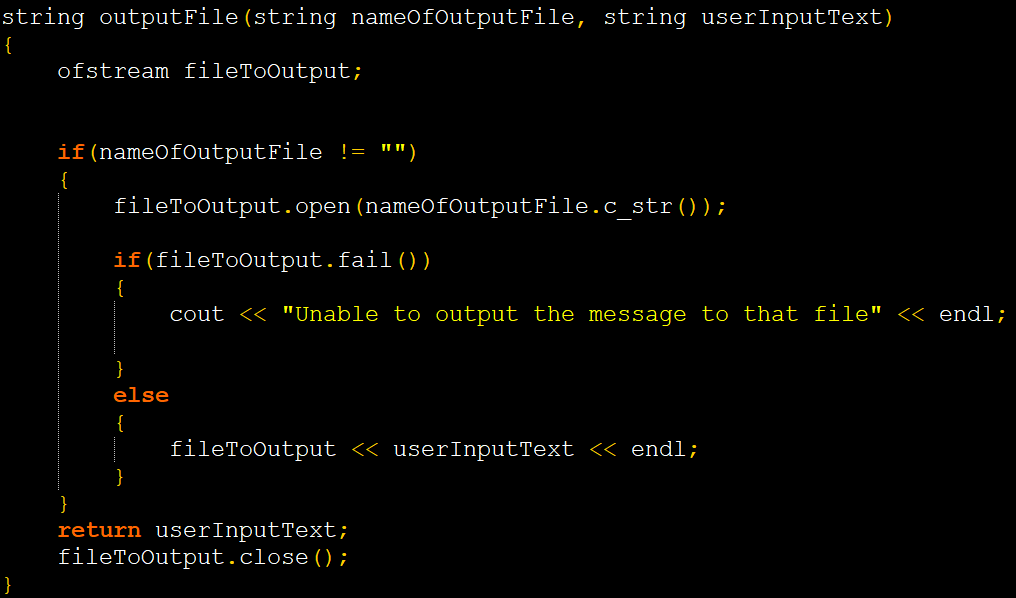 string outputFile(string nameOfOutputFile, string userInputText)
{
    ofstream fileToOutput;
    if(nameOfOutputFile != "")
    {
        fileToOutput.open(nameOfOutputFile.c_str());
        if(fileToOutput.fail())
        {
            cout << "Unable to output the message to that file" << endl;
        }
        else
        {
            fileToOutput << userInputText << endl;
        }
    }
    return userInputText;
    fileToOutput.close();
}